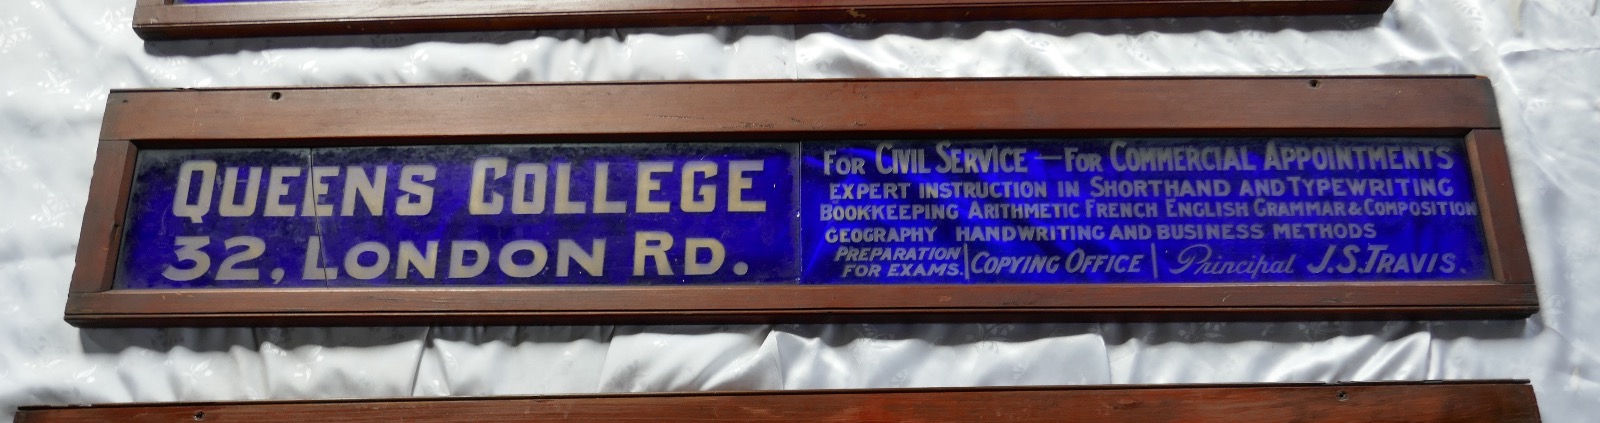 QUEENS COLLEGE
32, LONDON RD.
FOR CIVIL SERVICE — FOR COMMERCIAL APPOINTMENTS
EXPERT INSTRUCTION IN SHORTHAND AND TYPEWRITING
BOOKKEEPING ARITHMETIC FRENCH ENGLISH GRAMMAR & COMPOSITION
GEOGRAPHY HANDWRITING AND BUSINESS METHODS
PREPARATION
FOR EXAMS.
COPYING OFFICE
Principal J.S.TRAVIS.